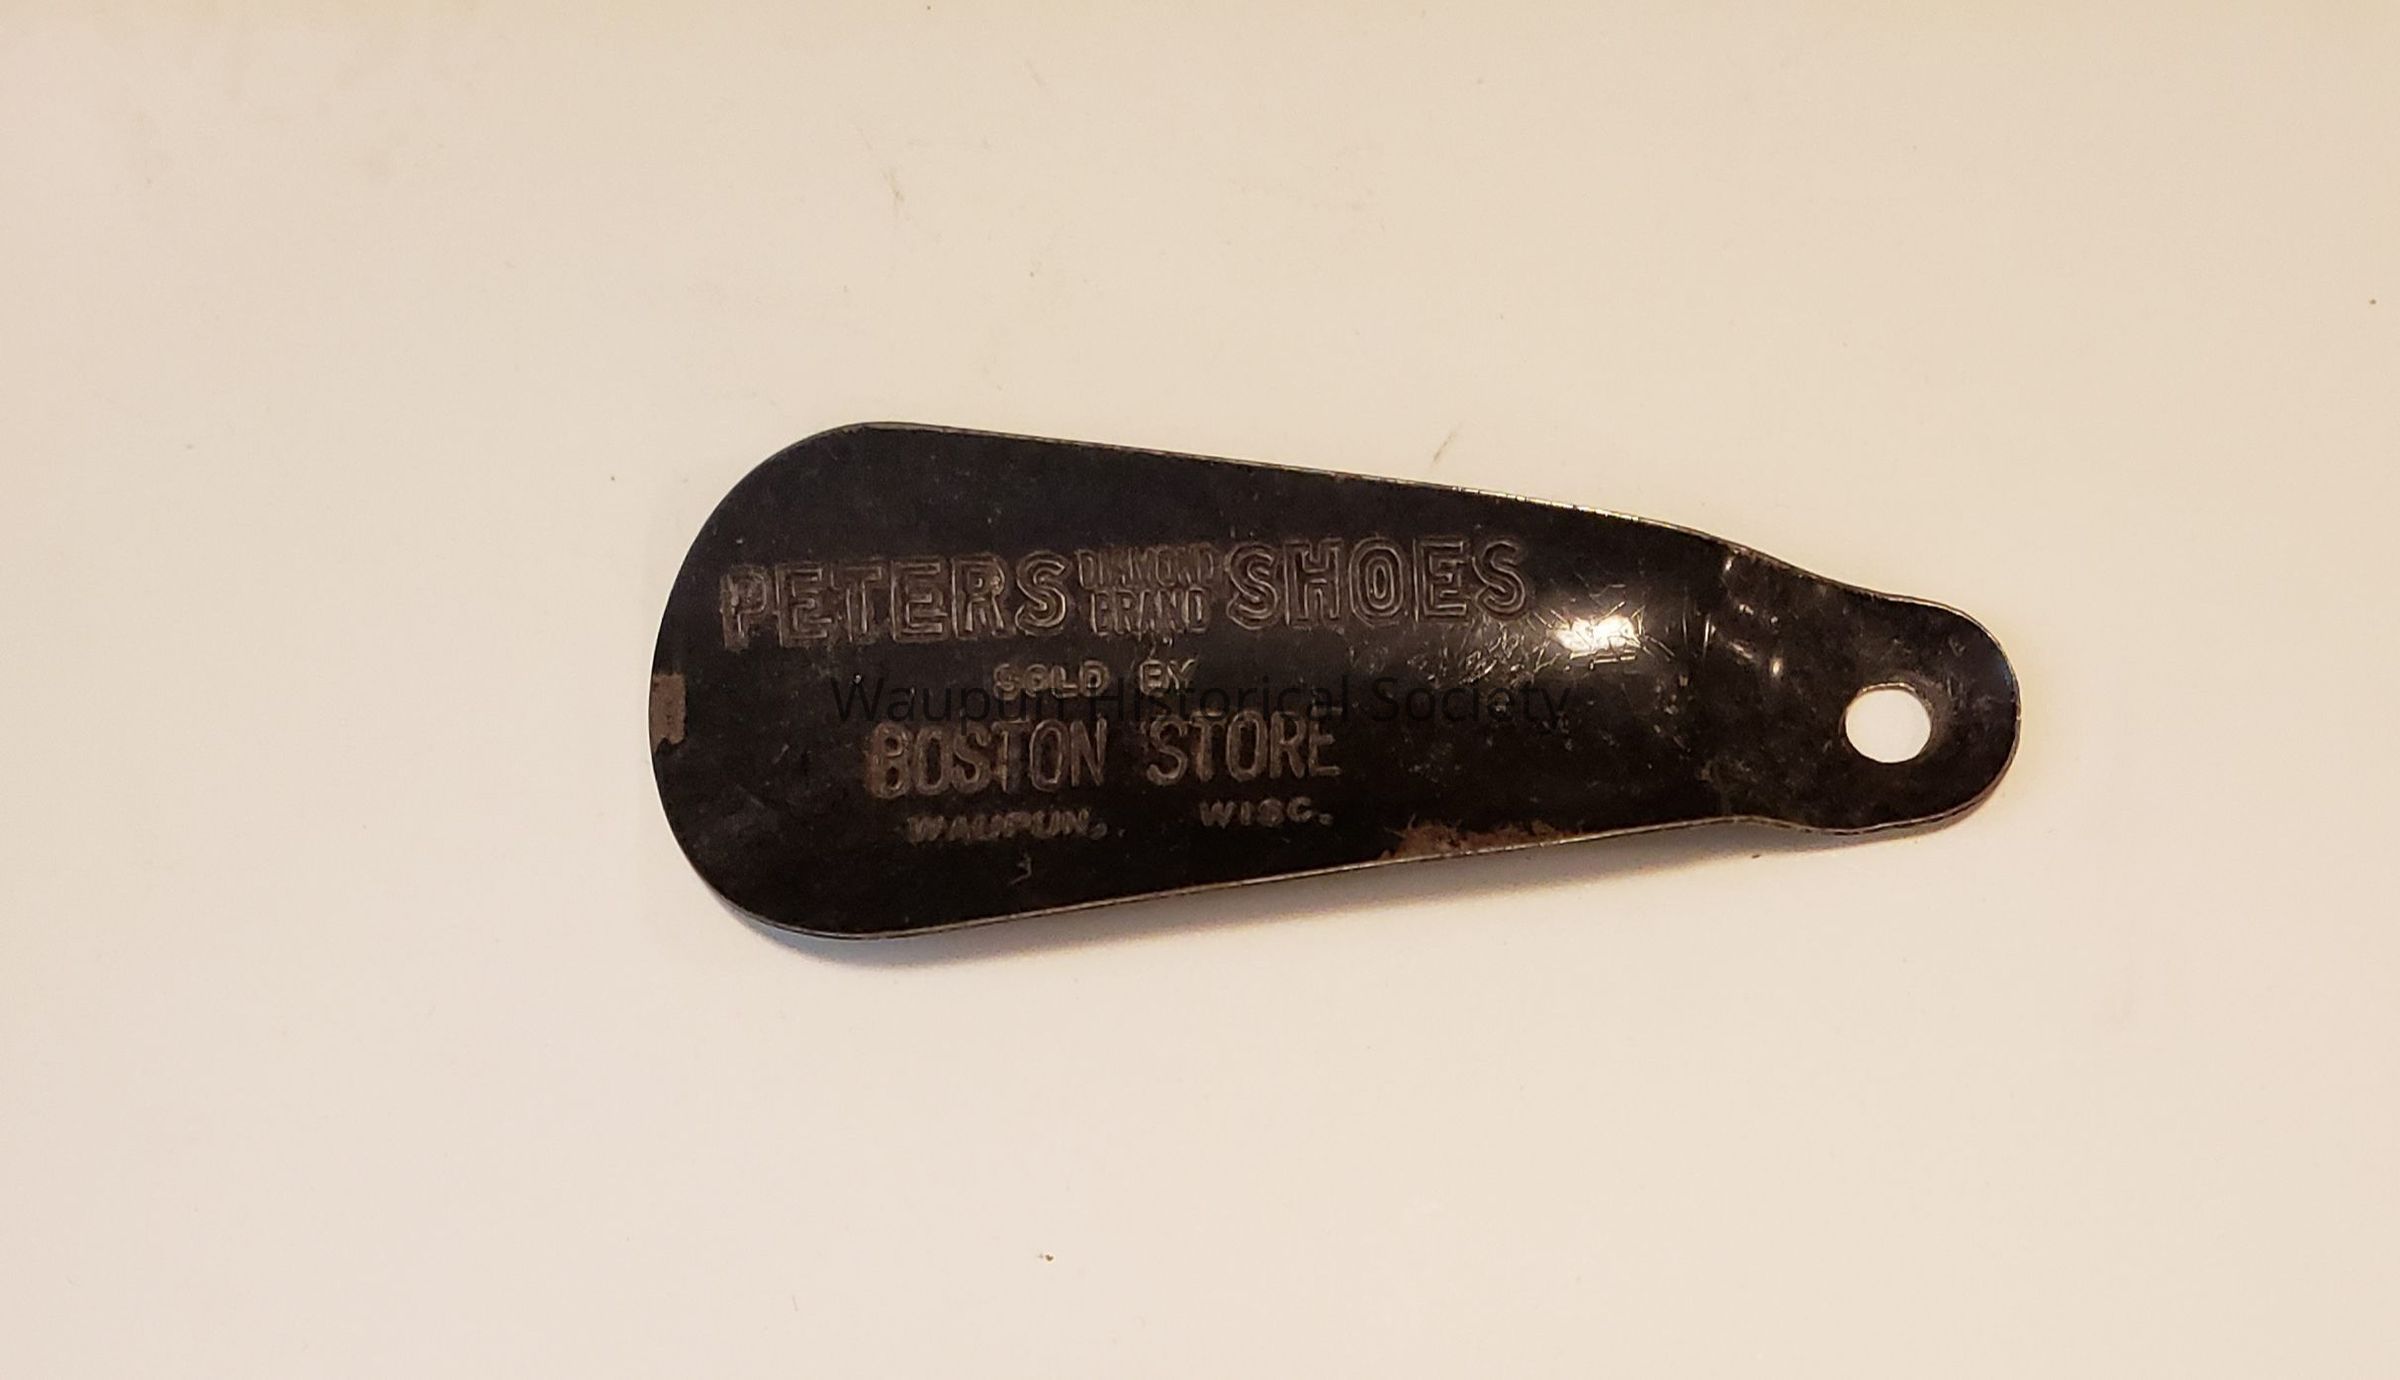 PETERS DIAMOND BRAND SHOES
SOLD BY
Waupun Historical Society
BOSTON STORE
WAUPUN, WISC.